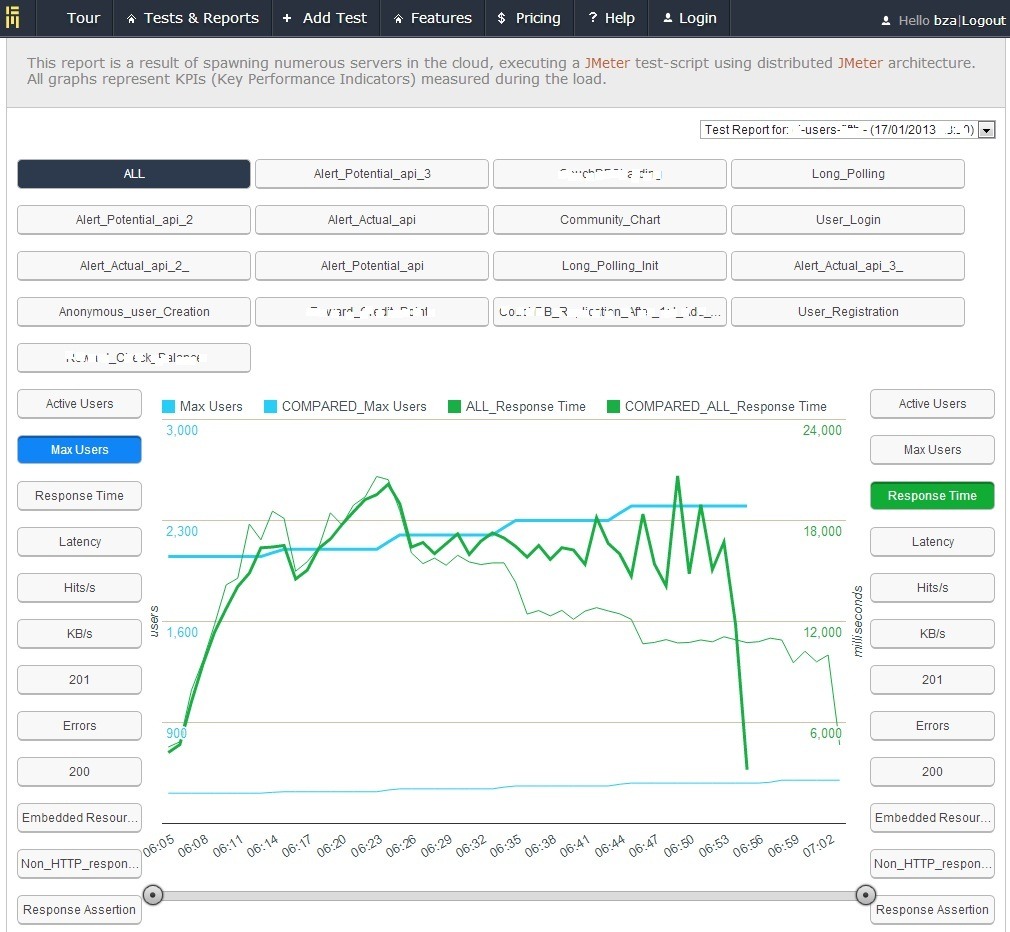 Tour Tests & Reports + Add Test Features $ Pricing ? Help Login Hello bza|Logout
This report is a result of spawning numerous servers in the cloud, executing a JMeter test-script using distributed JMeter architecture.
All graphs represent KPIs (Key Performance Indicators) measured during the load.
Test Report for: -users- - (17/01/2013
ALL Alert_Potential_api_3 Long_Polling
Alert_Potential_api_2 Alert_Actual_api Community_Chart User_Login
Alert_Actual_api_2_ Alert_Potential_api Long_Polling_Init Alert_Actual_api_3_
Anonymous_user_Creation User_Registration
Active Users Max Users COMPARED_Max Users ALL_Response Time COMPARED_ALL_Response Time Active Users
3,000 24,000
Max Users Max Users
Response Time Response Time
2,300 18,000
Latency Latency
Hits/s Hits/s
users milliseconds
KB/s 1,600 12,000 KB/s
201 201
Errors 900 6,000 Errors
200 200
Embedded Resour... Embedded Resour...
06:05 06:08 06:11 06:14 06:17 06:20 06:23 06:26 06:29 06:32 06:35 06:38 06:41 06:44 06:47 06:50 06:53 06:56 06:59 07:02
Non_HTTP_respon... Non_HTTP_respon...
Response Assertion Response Assertion